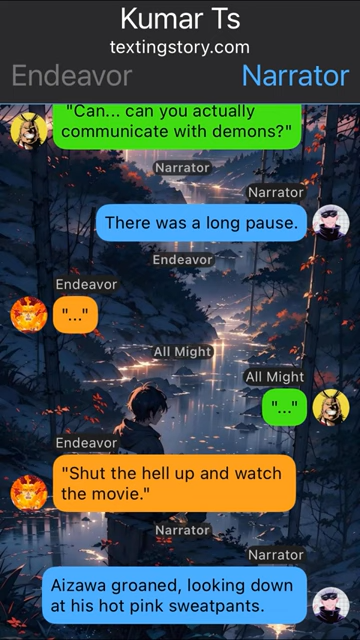 Kumar Ts
textingstory.com
Endeavor
Narrator
"Can... can you actually
communicate with demons?"
Narrator
Narrator
There was a long pause.
Endeavor
Endeavor
"..."
All Might
All Might
"..."
Endeavor
"Shut the hell up and watch
the movie."
Narrator
Narrator
Aizawa groaned, looking down
at his hot pink sweatpants.